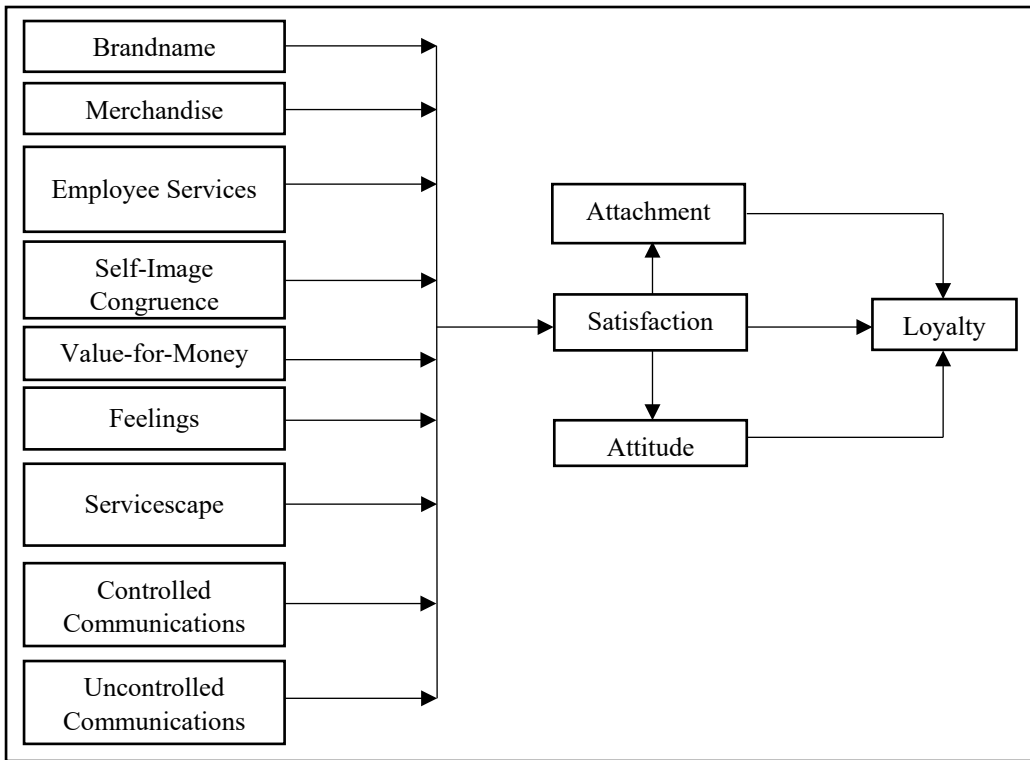 Brandname
Merchandise
Employee Services
Self-Image
Congruence
Value-for-Money
Feelings
Servicescape
Controlled
Communications
Uncontrolled
Communications
Attachment
Satisfaction
Attitude
Loyalty